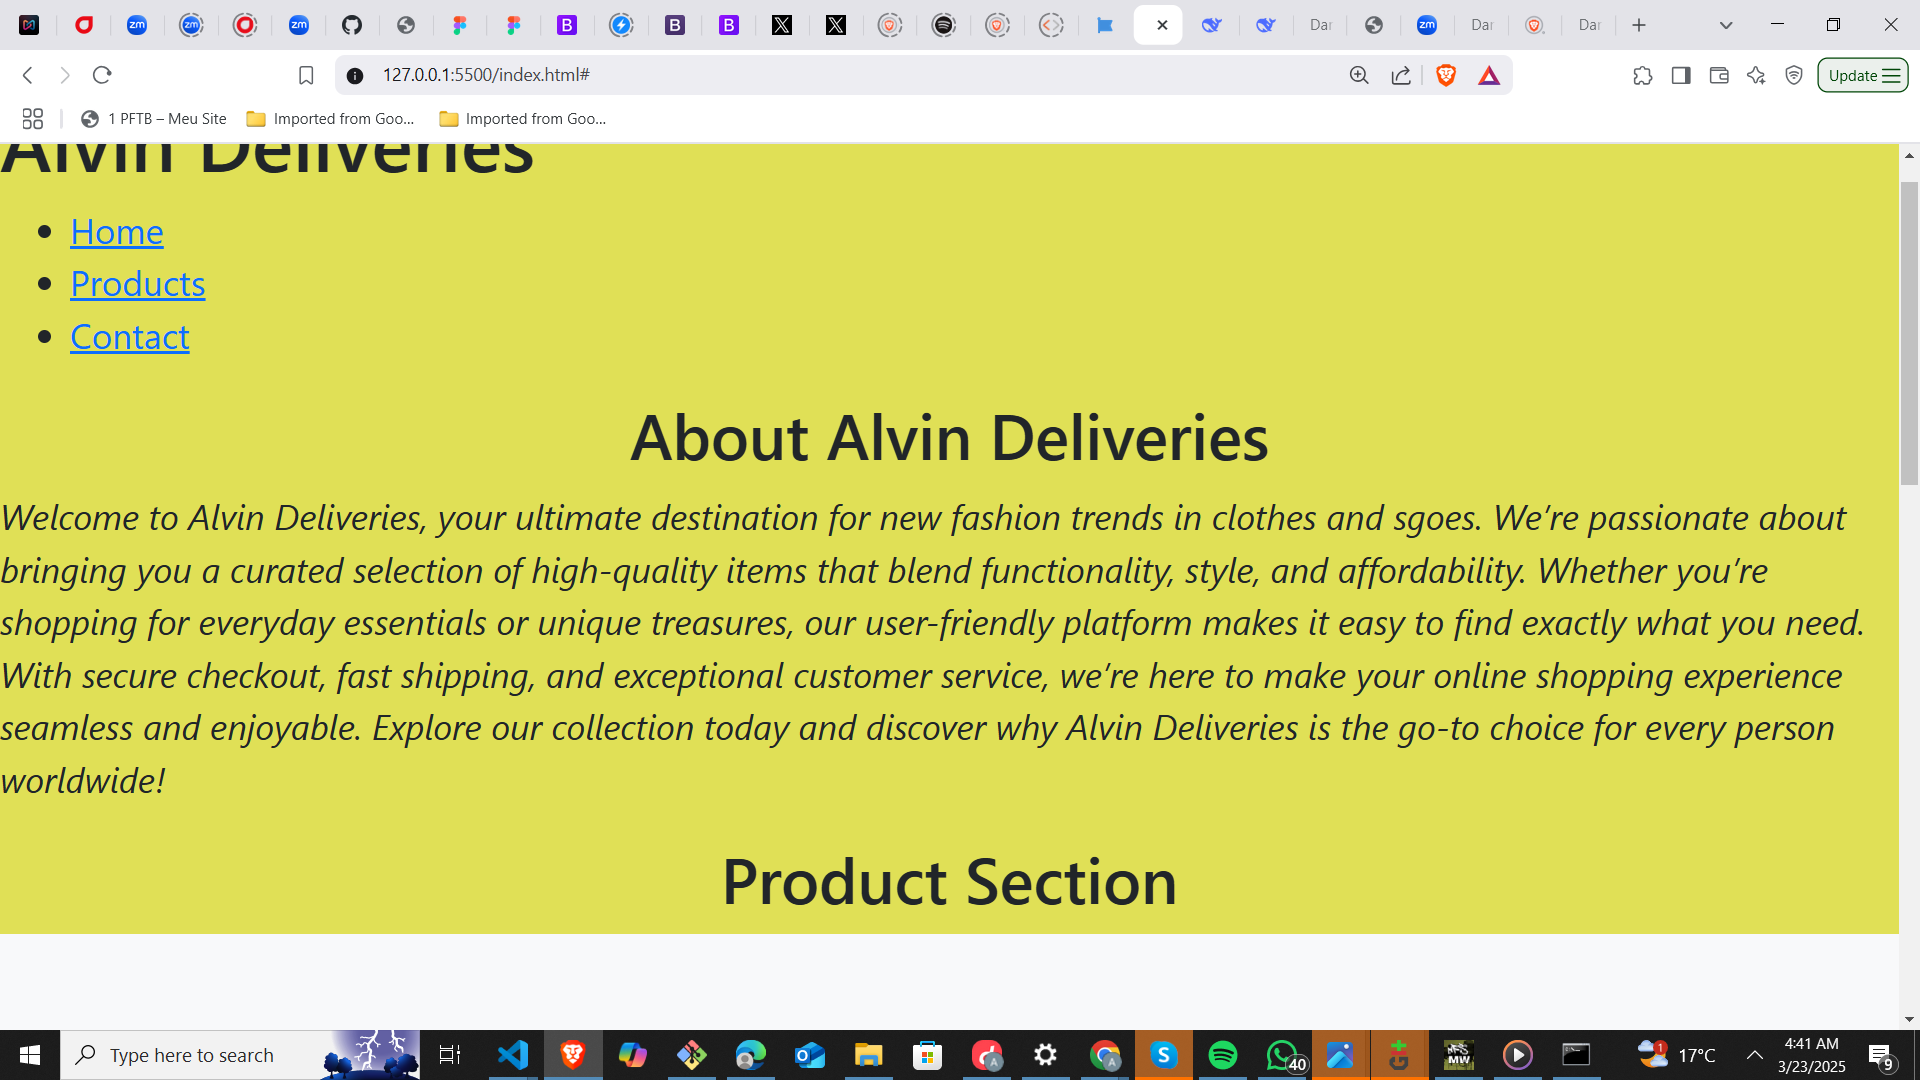 zm
zm
zm
B
B
B
Dar
zm
Dar
Dar
127.0.0.1:5500/index.html#
Update
1 PFTB – Meu Site
Imported from Goo...
Imported from Goo...
Alvin Deliveries
Home
Products
Contact
About Alvin Deliveries
Welcome to Alvin Deliveries, your ultimate destination for new fashion trends in clothes and sgoes. We’re passionate about
bringing you a curated selection of high-quality items that blend functionality, style, and affordability. Whether you’re
shopping for everyday essentials or unique treasures, our user-friendly platform makes it easy to find exactly what you need.
With secure checkout, fast shipping, and exceptional customer service, we’re here to make your online shopping experience
seamless and enjoyable. Explore our collection today and discover why Alvin Deliveries is the go-to choice for every person
worldwide!
Product Section
Type here to search
A
A
40
MW
1
17°C
4:41 AM
3/23/2025
9